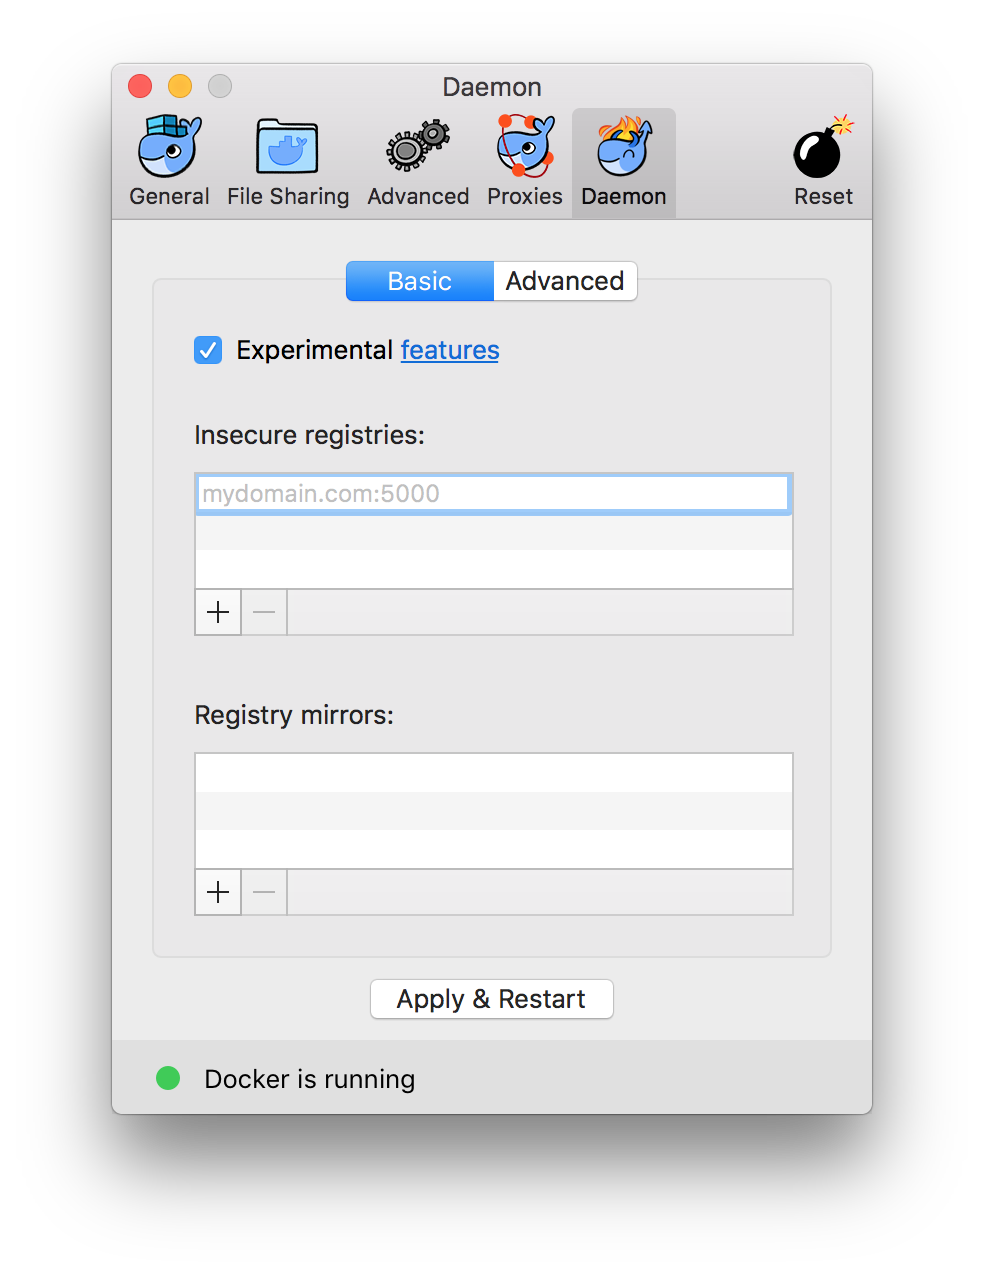 Daemon
General File Sharing Advanced Proxies Daemon Reset
Basic Advanced
Experimental features
Insecure registries:
mydomain.com:5000
Registry mirrors:
Apply & Restart
Docker is running